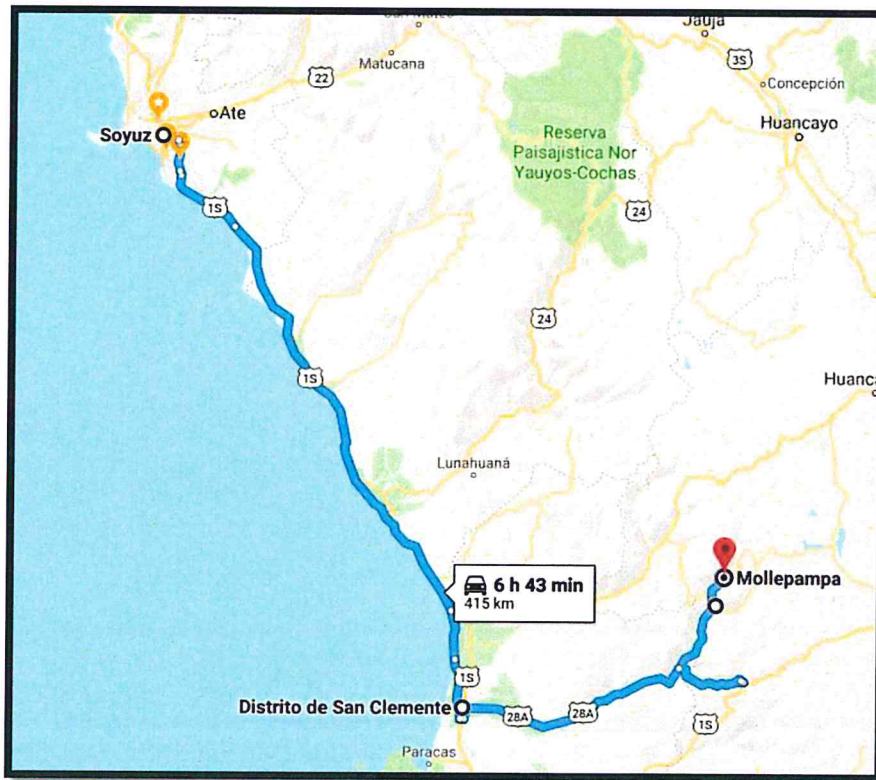 Jauja
Matucana
3S
22
Concepción
Ate
Soyuz
Huancayo
Reserva
Paisajística Nor
Yauyos-Cochas
1S
24
24
1S
Huanca
Lunahuaná
6 h 43 min
415 km
Mollepampa
1S
Distrito de San Clemente
28A
28A
1S
Paracas